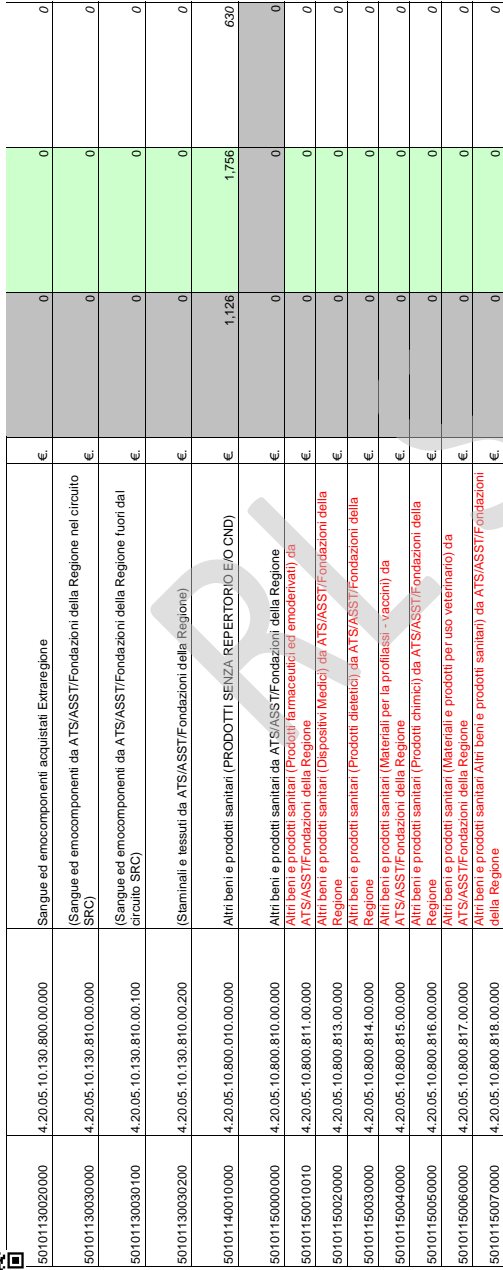 50101130020000 4.20.05.10.130.800.00.000 Sangue ed emocomponenti acquistati Extraregione €. 0 0 0
50101130030000 4.20.05.10.130.810.00.000 (Sangue ed emocomponenti da ATS/ASST/Fondazioni della Regione nel circuito
SRC) €. 0 0 0
50101130030100 4.20.05.10.130.810.00.100 (Sangue ed emocomponenti da ATS/ASST/Fondazioni della Regione fuori dal
circuito SRC) €. 0 0 0
50101130030200 4.20.05.10.130.810.00.200 (Staminali e tessuti da ATS/ASST/Fondazioni della Regione) €. 0 0 0
50101140010000 4.20.05.10.800.010.00.000 Altri beni e prodotti sanitari (PRODOTTI SENZA REPERTORIO E/O CND) €. 1,126 1,756 630
50101150000000 4.20.05.10.800.810.00.000 Altri beni e prodotti sanitari da ATS/ASST/Fondazioni della Regione €. 0 0 0
50101150010010 4.20.05.10.800.811.00.000 Altri beni e prodotti sanitari (Prodotti farmaceutici ed emoderivati) da
ATS/ASST/Fondazioni della Regione €. 0 0 0
50101150020000 4.20.05.10.800.813.00.000 Altri beni e prodotti sanitari (Dispositivi Medici) da ATS/ASST/Fondazioni della
Regione €. 0 0 0
50101150030000 4.20.05.10.800.814.00.000 Altri beni e prodotti sanitari (Prodotti dietetici) da ATS/ASST/Fondazioni della
Regione €. 0 0 0
50101150040000 4.20.05.10.800.815.00.000 Altri beni e prodotti sanitari (Materiali per la profilassi - vaccini) da
ATS/ASST/Fondazioni della Regione €. 0 0 0
50101150050000 4.20.05.10.800.816.00.000 Altri beni e prodotti sanitari (Prodotti chimici) da ATS/ASST/Fondazioni della
Regione €. 0 0 0
50101150060000 4.20.05.10.800.817.00.000 Altri beni e prodotti sanitari (Materiali e prodotti per uso veterinario) da
ATS/ASST/Fondazioni della Regione €. 0 0 0
50101150070000 4.20.05.10.800.818.00.000 Altri beni e prodotti sanitari Altri beni e prodotti sanitari) da ATS/ASST/Fondazioni
della Regione €. 0 0 0
RL